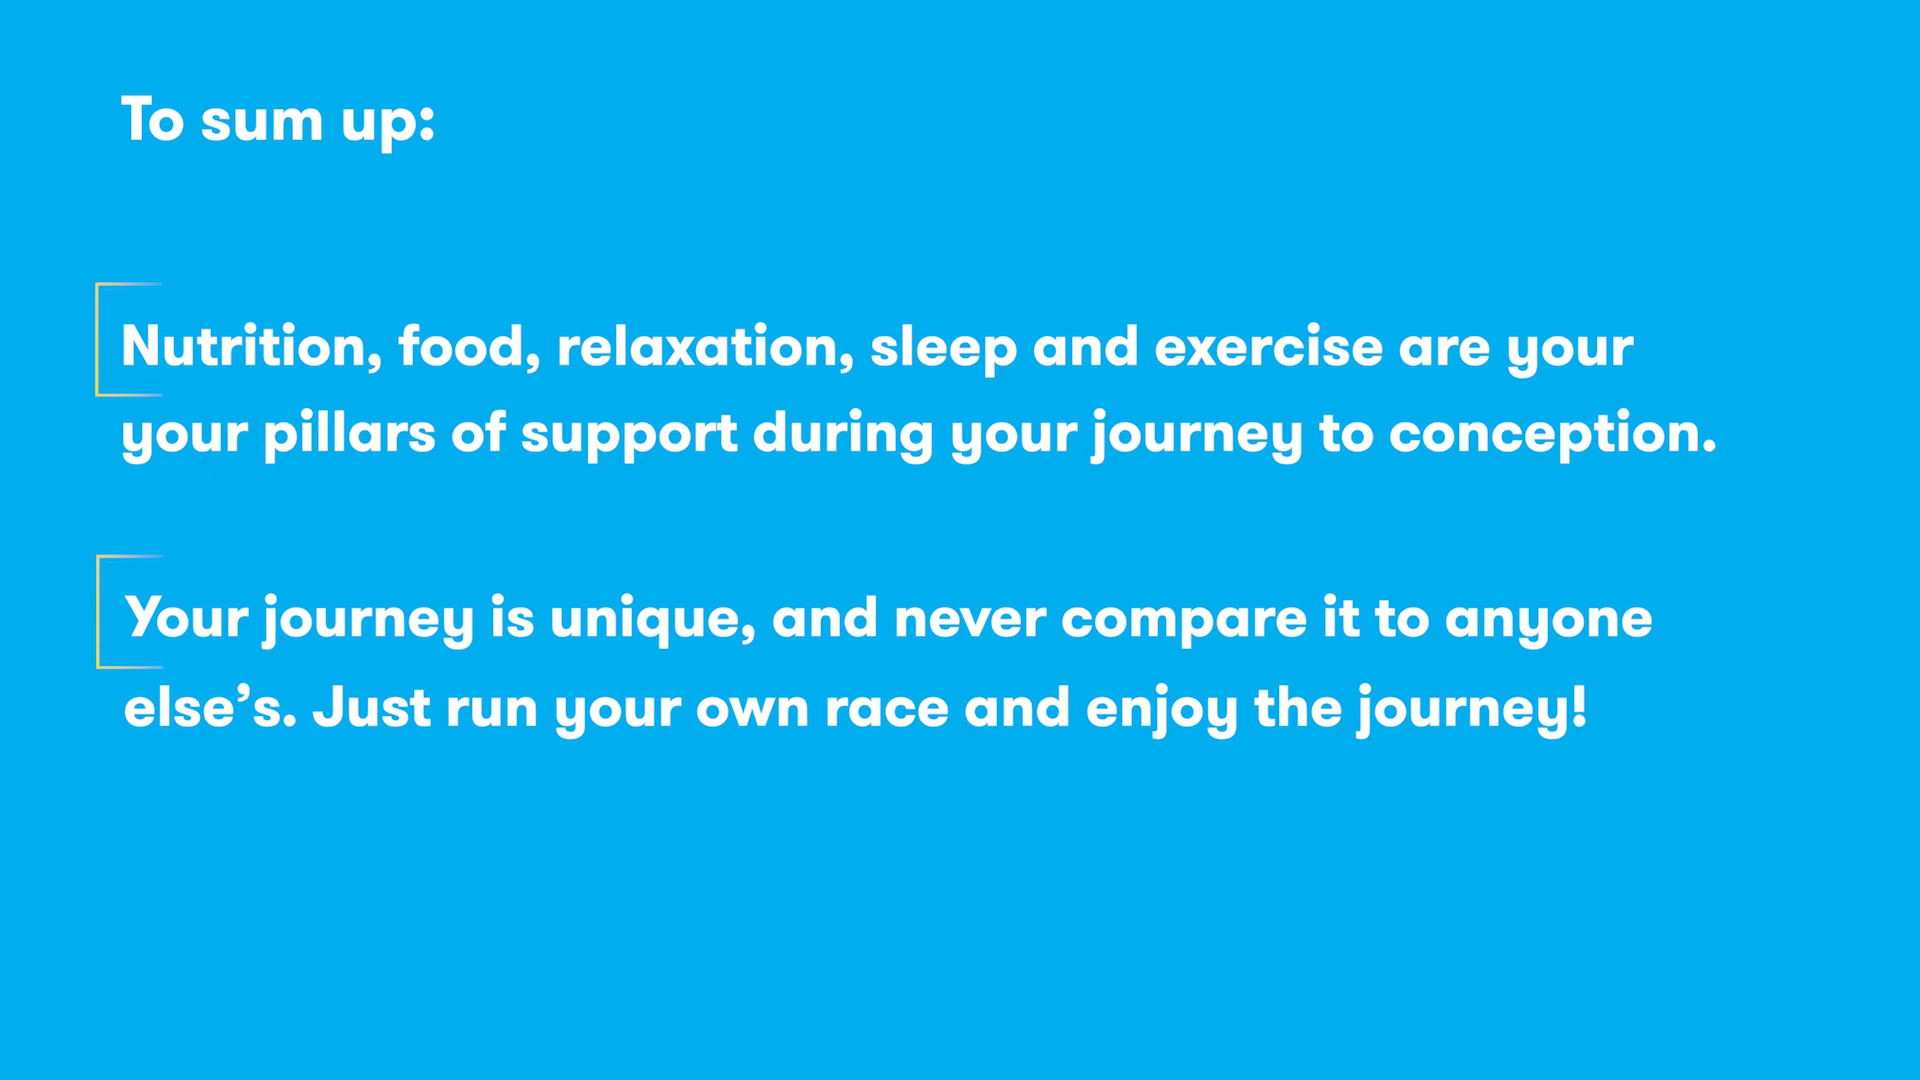 To sum up:
Nutrition, food, relaxation, sleep and exercise are your
your pillars of support during your journey to conception.
Your journey is unique, and never compare it to anyone
else’s. Just run your own race and enjoy the journey!